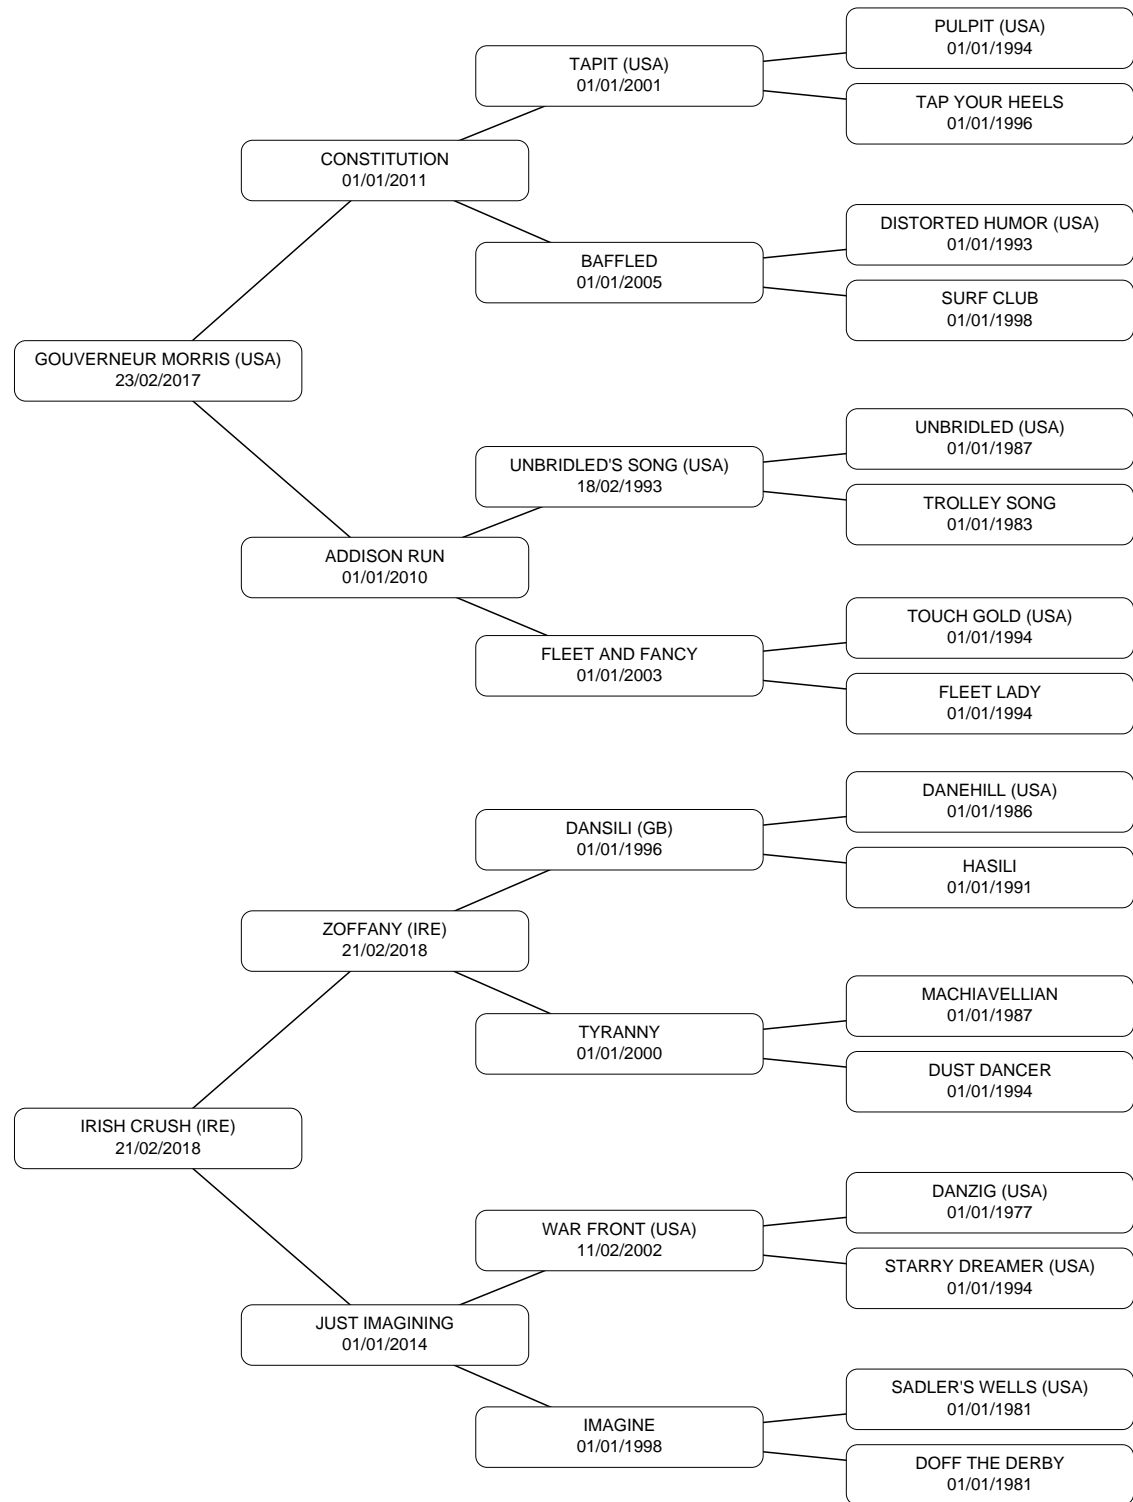 PULPIT (USA)
01/01/1994
TAPIT (USA)
01/01/2001
TAP YOUR HEELS
01/01/1996
CONSTITUTION
01/01/2011
DISTORTED HUMOR (USA)
01/01/1993
BAFFLED
01/01/2005
SURF CLUB
01/01/1998
GOUVERNEUR MORRIS (USA)
23/02/2017
UNBRIDLED (USA)
01/01/1987
UNBRIDLED'S SONG (USA)
18/02/1993
TROLLEY SONG
01/01/1983
ADDISON RUN
01/01/2010
TOUCH GOLD (USA)
01/01/1994
FLEET AND FANCY
01/01/2003
FLEET LADY
01/01/1994
DANEHILL (USA)
01/01/1986
DANSILI (GB)
01/01/1996
HASILI
01/01/1991
ZOFFANY (IRE)
21/02/2018
MACHIAVELLIAN
01/01/1987
TYRANNY
01/01/2000
DUST DANCER
01/01/1994
IRISH CRUSH (IRE)
21/02/2018
DANZIG (USA)
01/01/1977
WAR FRONT (USA)
11/02/2002
STARRY DREAMER (USA)
01/01/1994
JUST IMAGINING
01/01/2014
SADLER'S WELLS (USA)
01/01/1981
IMAGINE
01/01/1998
DOFF THE DERBY
01/01/1981